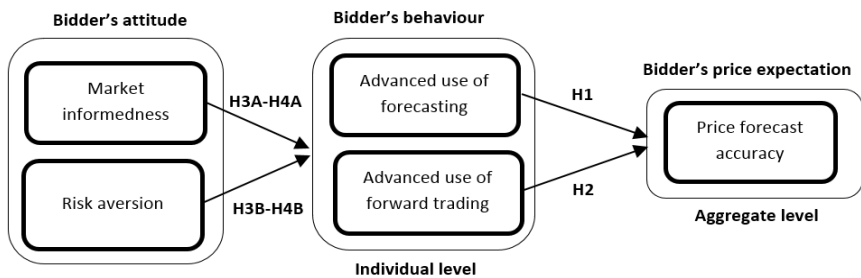 Bidder's attitude
Market
informedness
Risk aversion
H3A-H4A
H3B-H4B
Bidder's behaviour
Advanced use of
forecasting
Advanced use of
forward trading
Individual level
H1
H2
Bidder's price expectation
Price forecast
accuracy
Aggregate level